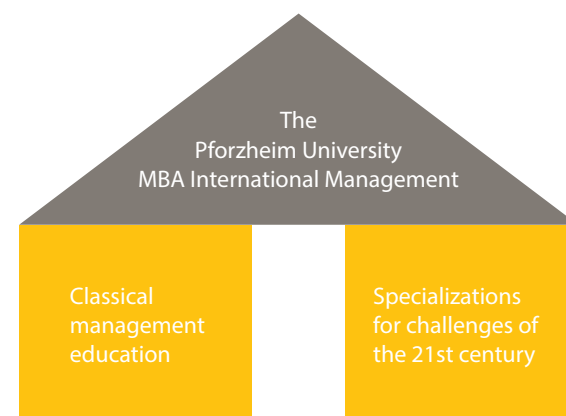 The
Pforzheim University
MBA International Management
Classical
management
education
Specializations
for challenges of
the 21st century